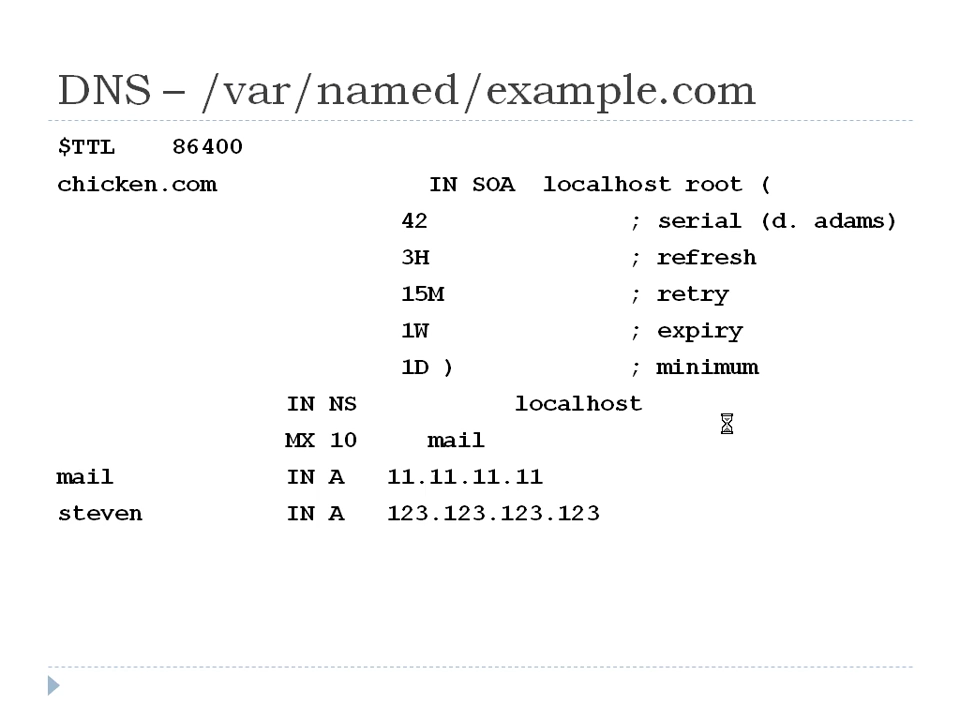 DNS – /var/named/example.com
$TTL 86400
chicken.com IN SOA localhost root (
42 ; serial (d. adams)
3H ; refresh
15M ; retry
1W ; expiry
1D ) ; minimum
IN NS localhost
MX 10 mail
mail IN A 11.11.11.11
steven IN A 123.123.123.123